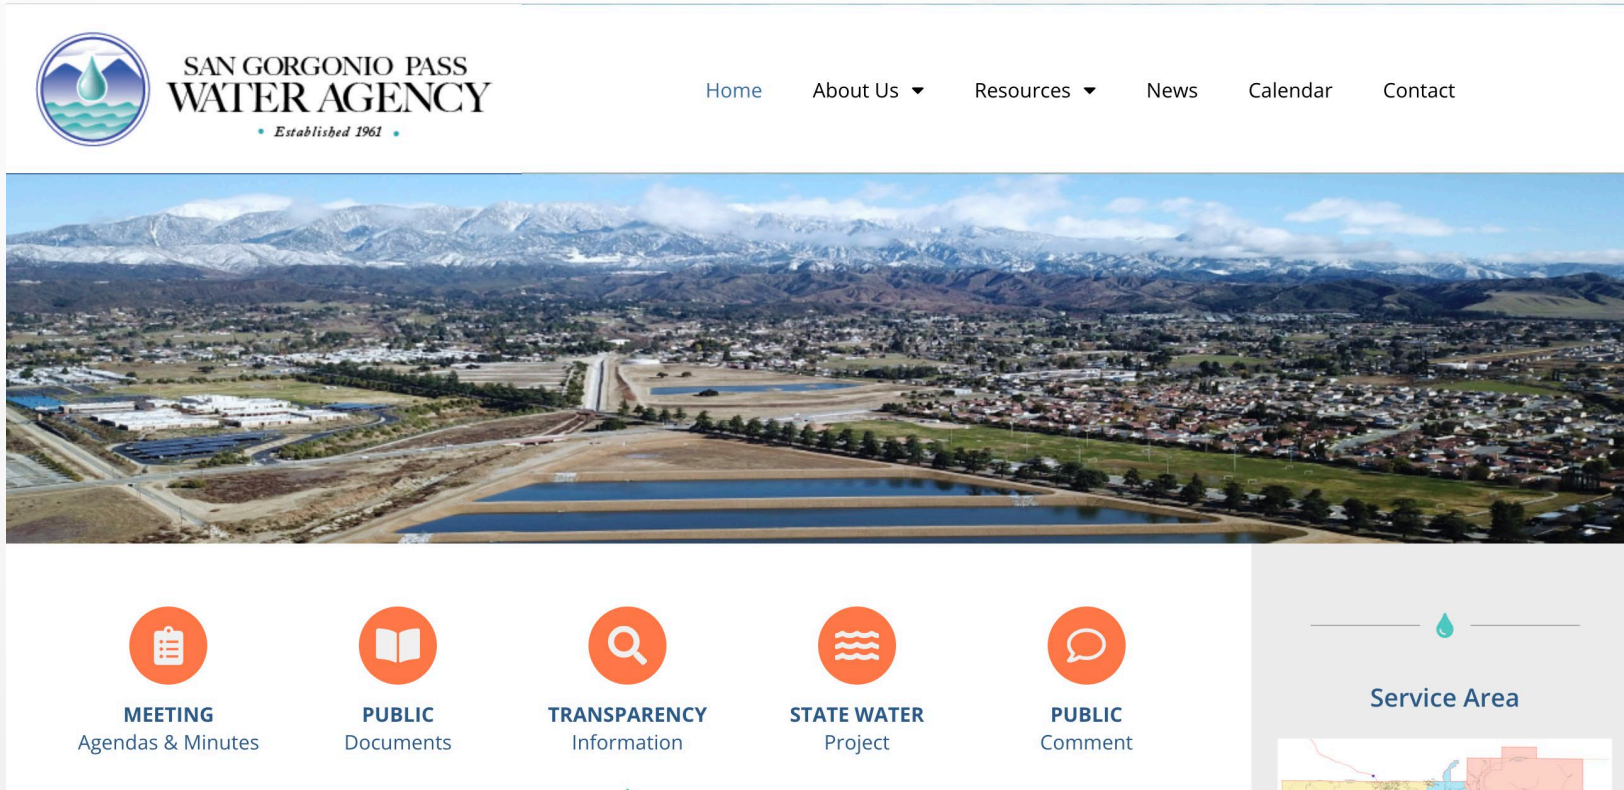 SAN GORGONIO PASS
WATER AGENCY
• Established 1961 •
Home
About Us
Resources
News
Calendar
Contact
MEETING
Agendas & Minutes
PUBLIC
Documents
TRANSPARENCY
Information
STATE WATER
Project
PUBLIC
Comment
Service Area